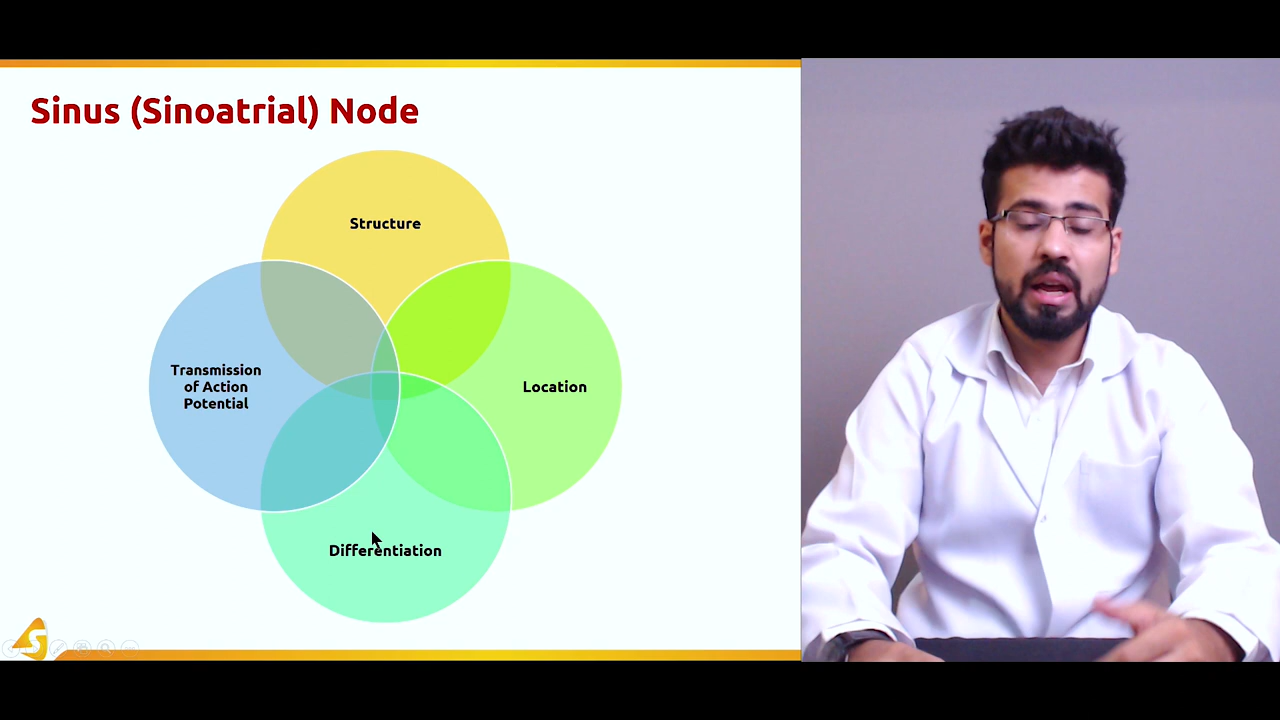 Sinus (Sinoatrial) Node
Structure
Transmission
of Action
Potential
Location
Differentiation
S